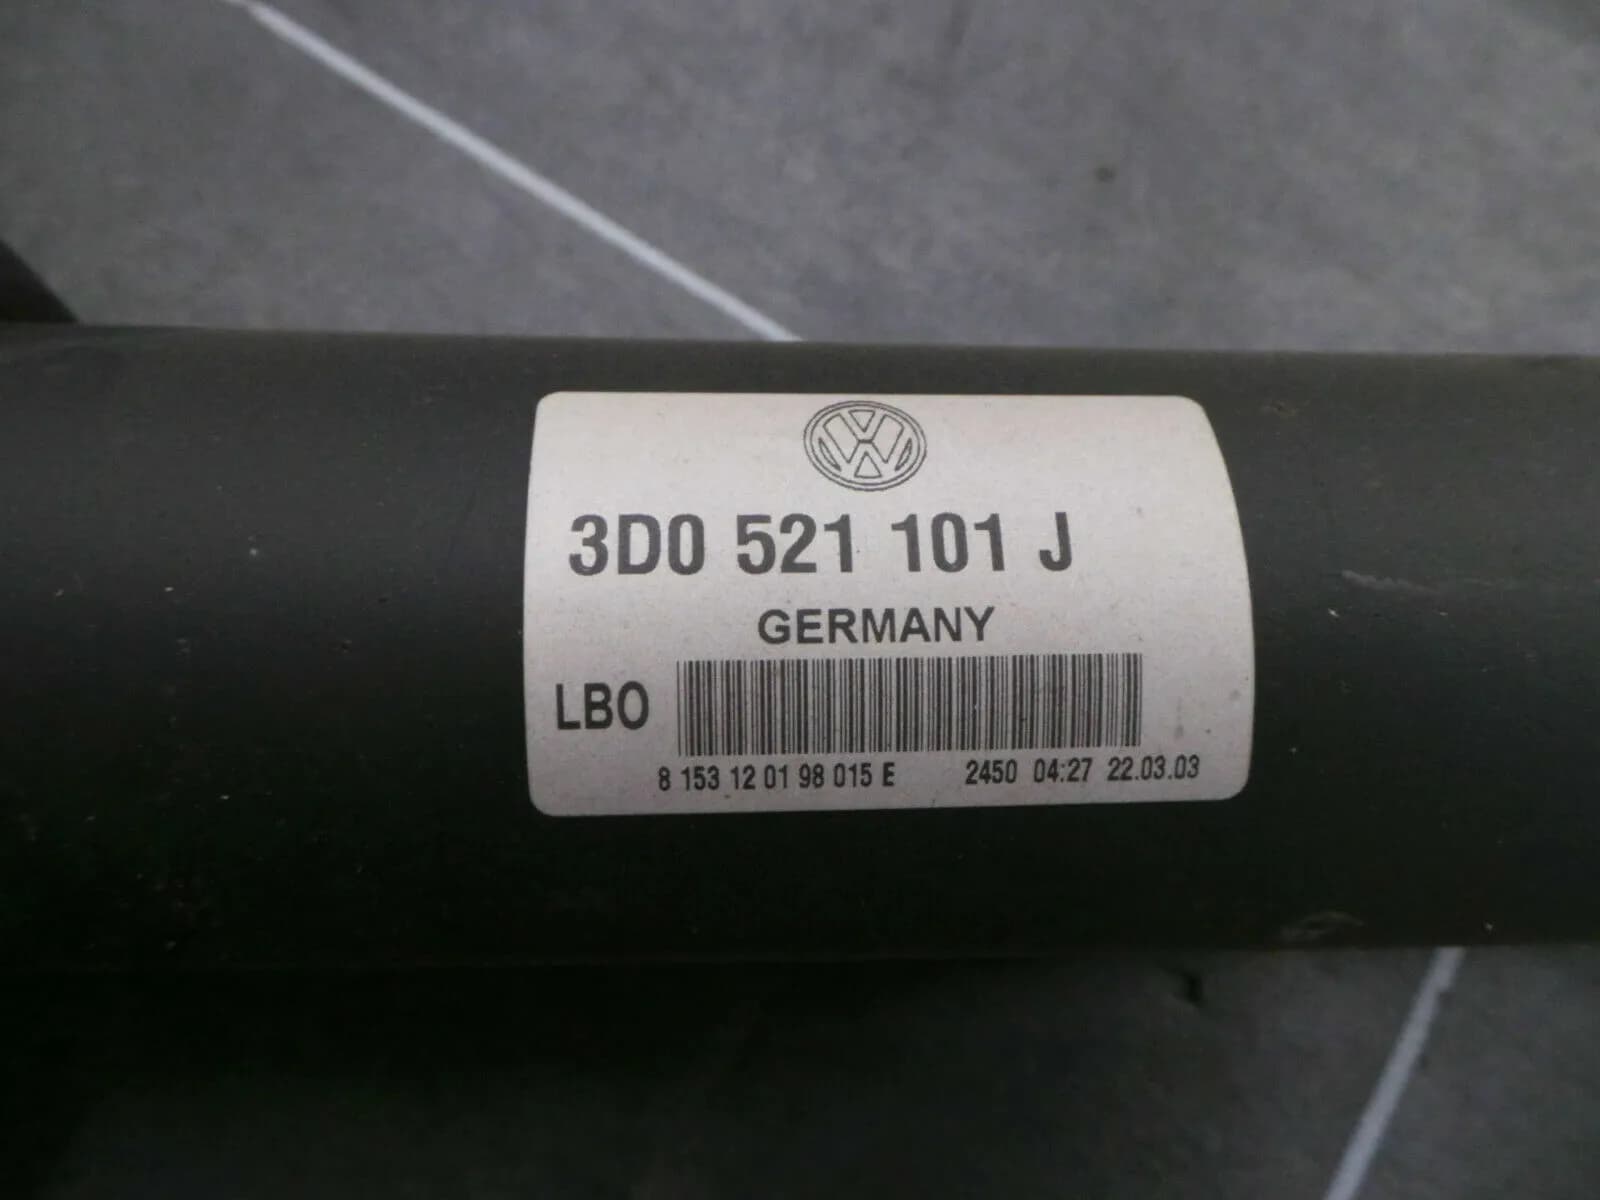 3D0 521 101 J
GERMANY
LBO
8 153 12 01 98 015 E 2450 04:27 22.03.03